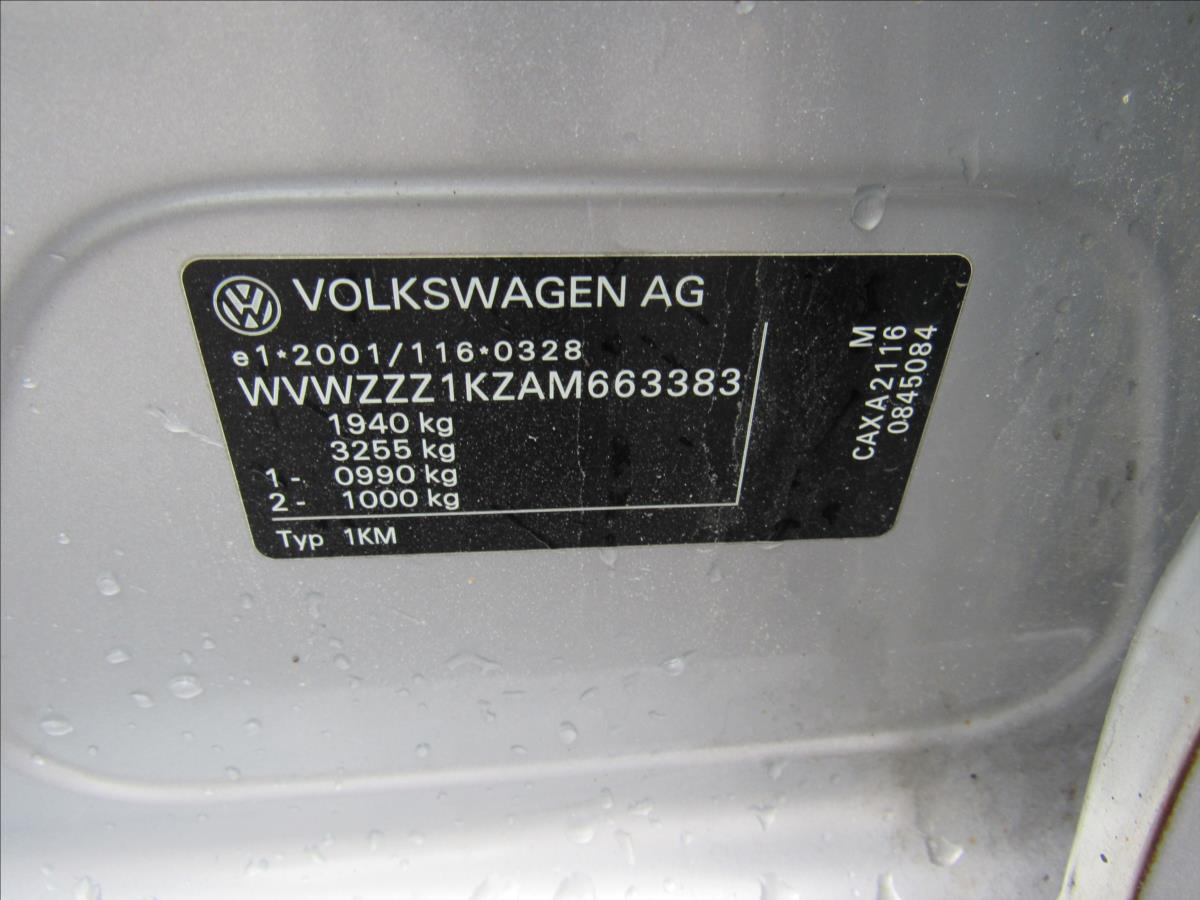 VOLKSWAGEN AG
e1*2001/116*0328
WVWZZZ1KZAM663383
1940 kg
3255 kg
1- 0990 kg
2- 1000 kg
Typ 1KM
M
CAXA2116
0845084